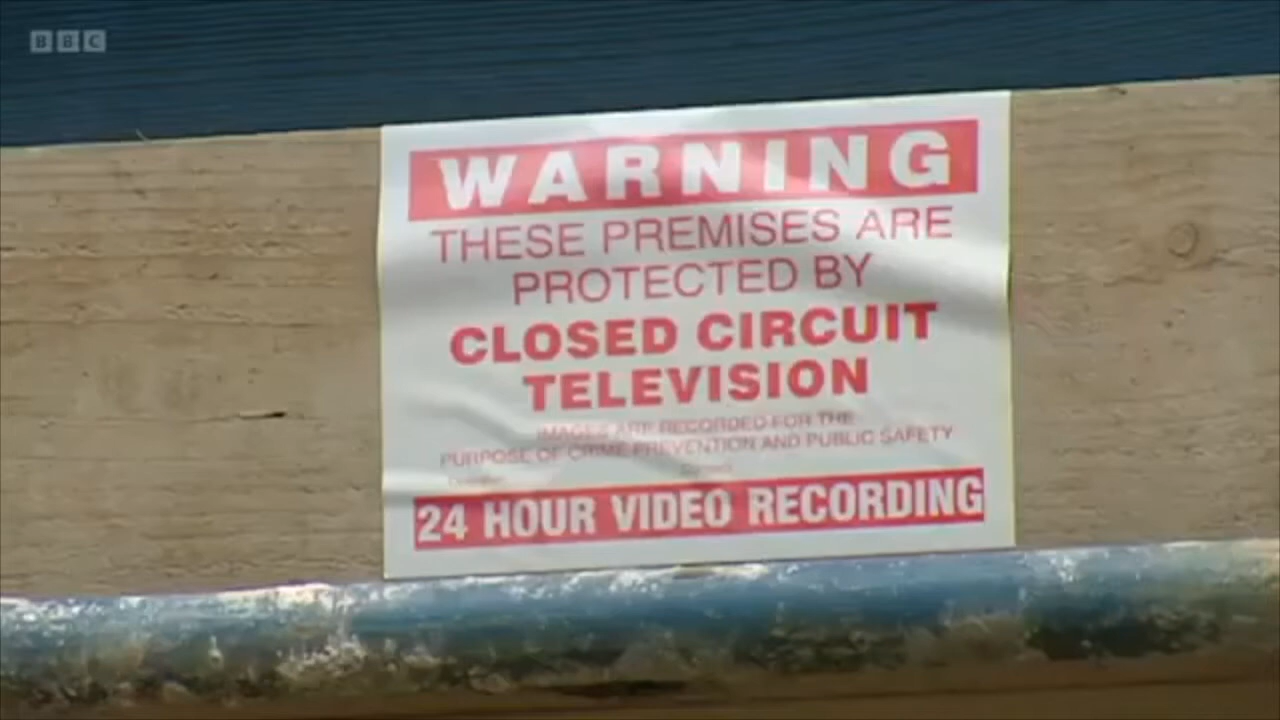 BBC
WARNING
THESE PREMISES ARE
PROTECTED BY
CLOSED CIRCUIT
TELEVISION
IMAGES ARE RECORDED FOR THE
PURPOSE OF CRIME PREVENTION AND PUBLIC SAFETY
24 HOUR VIDEO RECORDING